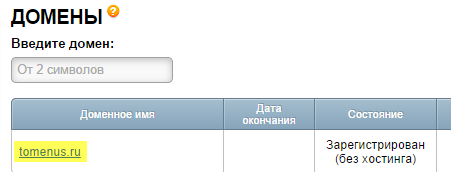 ДОМЕНЫ ?
Введите домен:
От 2 символов
Доменное имя
Дата
окончания
Состояние
tomenus.ru
Зарегистрирован
(без хостинга)